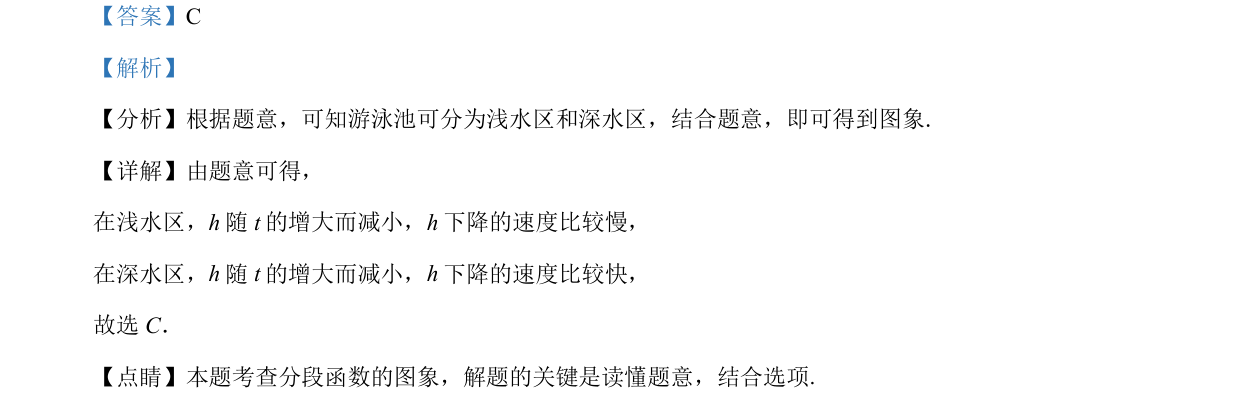 【答案】C
【解析】
【分析】根据题意，可知游泳池可分为浅水区和深水区，结合题意，即可得到图象.
【详解】由题意可得，
在浅水区，h 随 t 的增大而减小，h 下降的速度比较慢，
在深水区，h 随 t 的增大而减小，h 下降的速度比较快，
故选 C．
【点睛】本题考查分段函数的图象，解题的关键是读懂题意，结合选项.